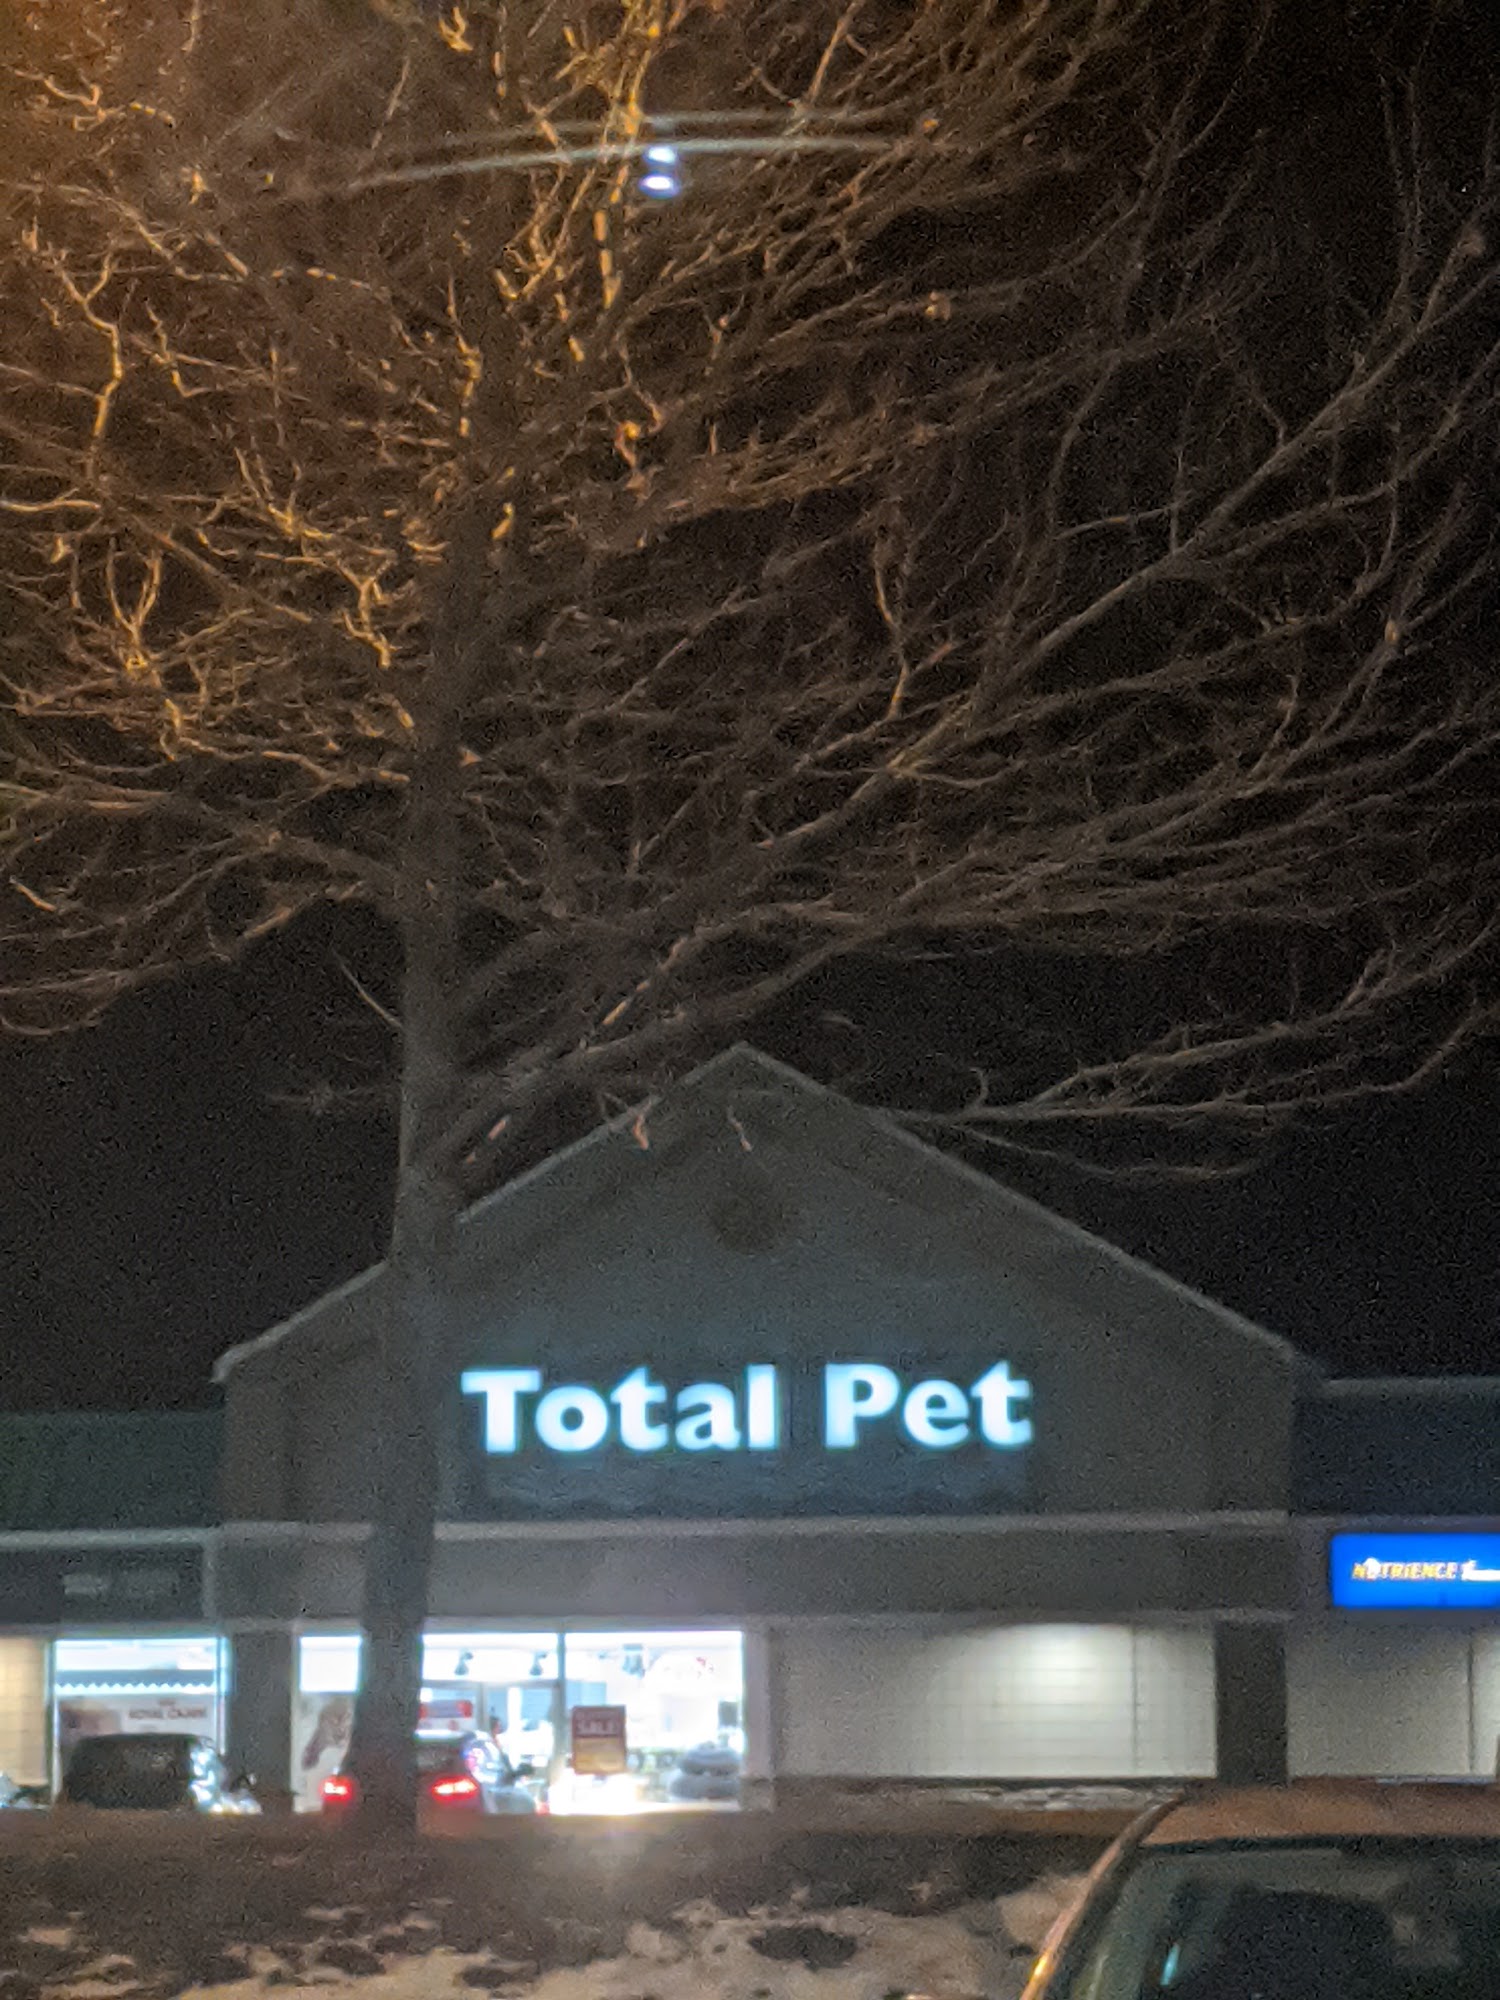 Total Pet
NUTRIENCE
ROYAL CANIN
SALE